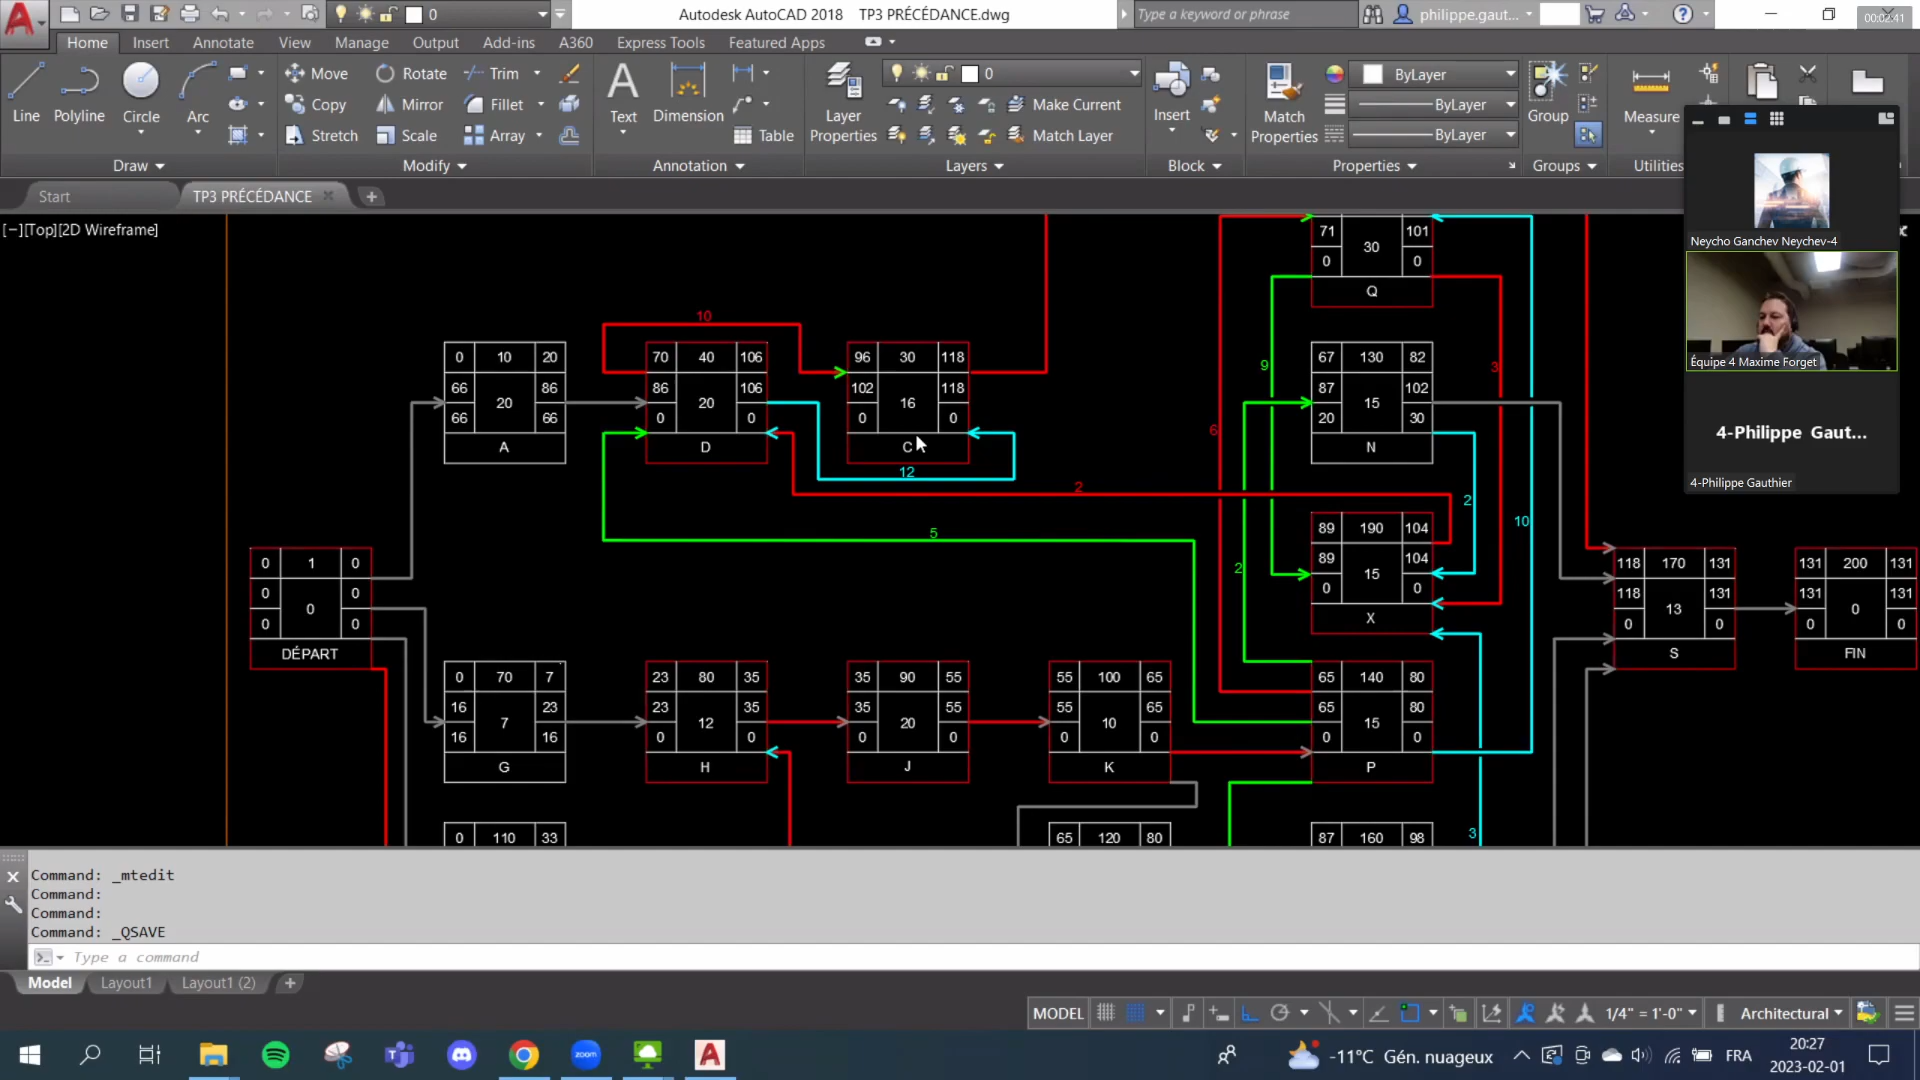 0
Autodesk AutoCAD 2018 TP3 PRÉCÉDANCE.dwg
Type a keyword or phrase
philippe.gaut...
00:02:41
Home Insert Annotate View Manage Output Add-ins A360 Express Tools Featured Apps
Line Polyline Circle Arc
Move Rotate Trim
Copy Mirror Fillet
Stretch Scale Array
Text Dimension Table
Layer Properties
0
Make Current
Match Layer
Insert
Match Properties
ByLayer
ByLayer
ByLayer
Group
Measure
Draw Modify Annotation Layers Block Properties Groups Utilities
Start TP3 PRÉCÉDANCE
[−][Top][2D Wireframe]
Neycho Ganchev Neychev-4
Équipe 4 Maxime Forget
4-Philippe Gaut...
4-Philippe Gauthier
71 30 101
0 0
Q
10
0 10 20
66 20 86
66 66
A
70 40 106
86 20 106
0 0
D
96 30 118
102 16 118
0 0
C
12
9
3
67 130 82
87 15 102
20 30
N
6
2
5
2
10
2
89 190 104
89 15 104
0 0
X
0 1 0
0 0 0
0 0
DÉPART
118 170 131
118 13 131
0 0
S
131 200 131
131 0 131
0 0
FIN
0 70 7
16 7 23
16 16
G
23 80 35
23 12 35
0 0
H
35 90 55
35 20 55
0 0
J
55 100 65
55 10 65
0 0
K
65 140 80
65 15 80
0 0
P
3
0 110 33
65 120 80
87 160 98
Command: _mtedit
Command:
Command:
Command: _QSAVE
Type a command
Model Layout1 Layout1 (2)
MODEL 1/4" = 1'-0" Architectural
zoom
-11°C Gén. nuageux
FRA
20:27
2023-02-01